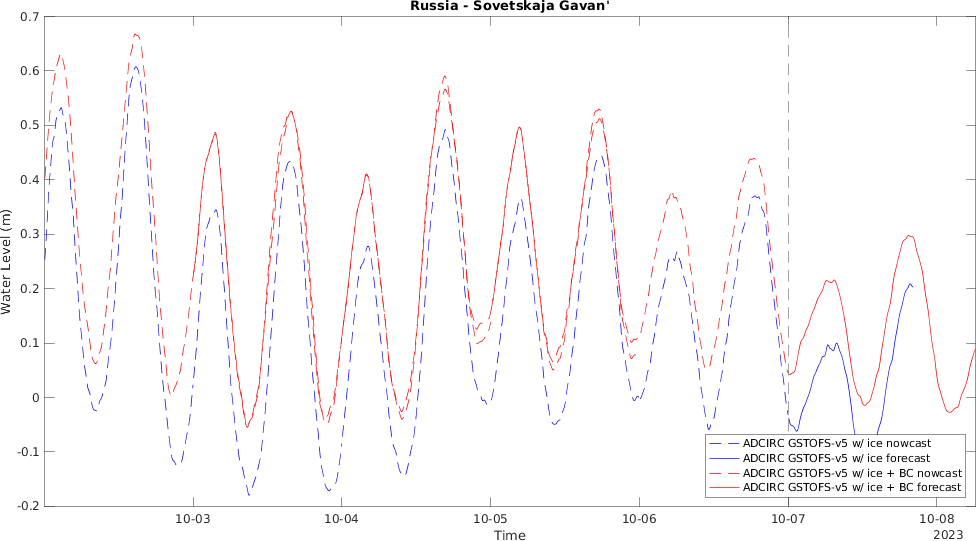 Russia - Sovetskaja Gavan'
0.7
0.6
0.5
0.4
0.3
0.2
0.1
0
-0.1
-0.2
Water Level (m)
ADCIRC GSTOFS-v5 w/ ice nowcast
ADCIRC GSTOFS-v5 w/ ice forecast
ADCIRC GSTOFS-v5 w/ ice + BC nowcast
ADCIRC GSTOFS-v5 w/ ice + BC forecast
10-03 10-04 10-05 10-06 10-07 10-08
Time
2023